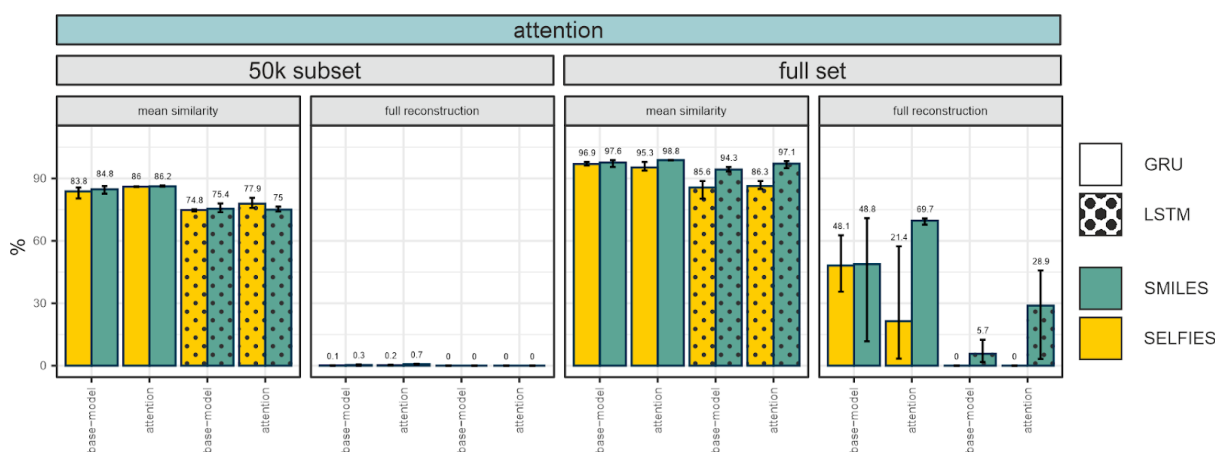 attention
50k subset
full set
mean similarity
full reconstruction
mean similarity
full reconstruction
%
90
60
30
0
83.8
84.8
86
86.2
74.8
75.4
77.9
75
0.1
0.3
0.2
0.7
0
0
0
0
96.9
97.6
95.3
98.8
85.6
94.3
86.3
97.1
48.1
48.8
21.4
69.7
0
5.7
0
28.9
base-model
attention
base-model
attention
base-model
attention
base-model
attention
base-model
attention
base-model
attention
base-model
attention
base-model
attention
GRU
LSTM
SMILES
SELFIES